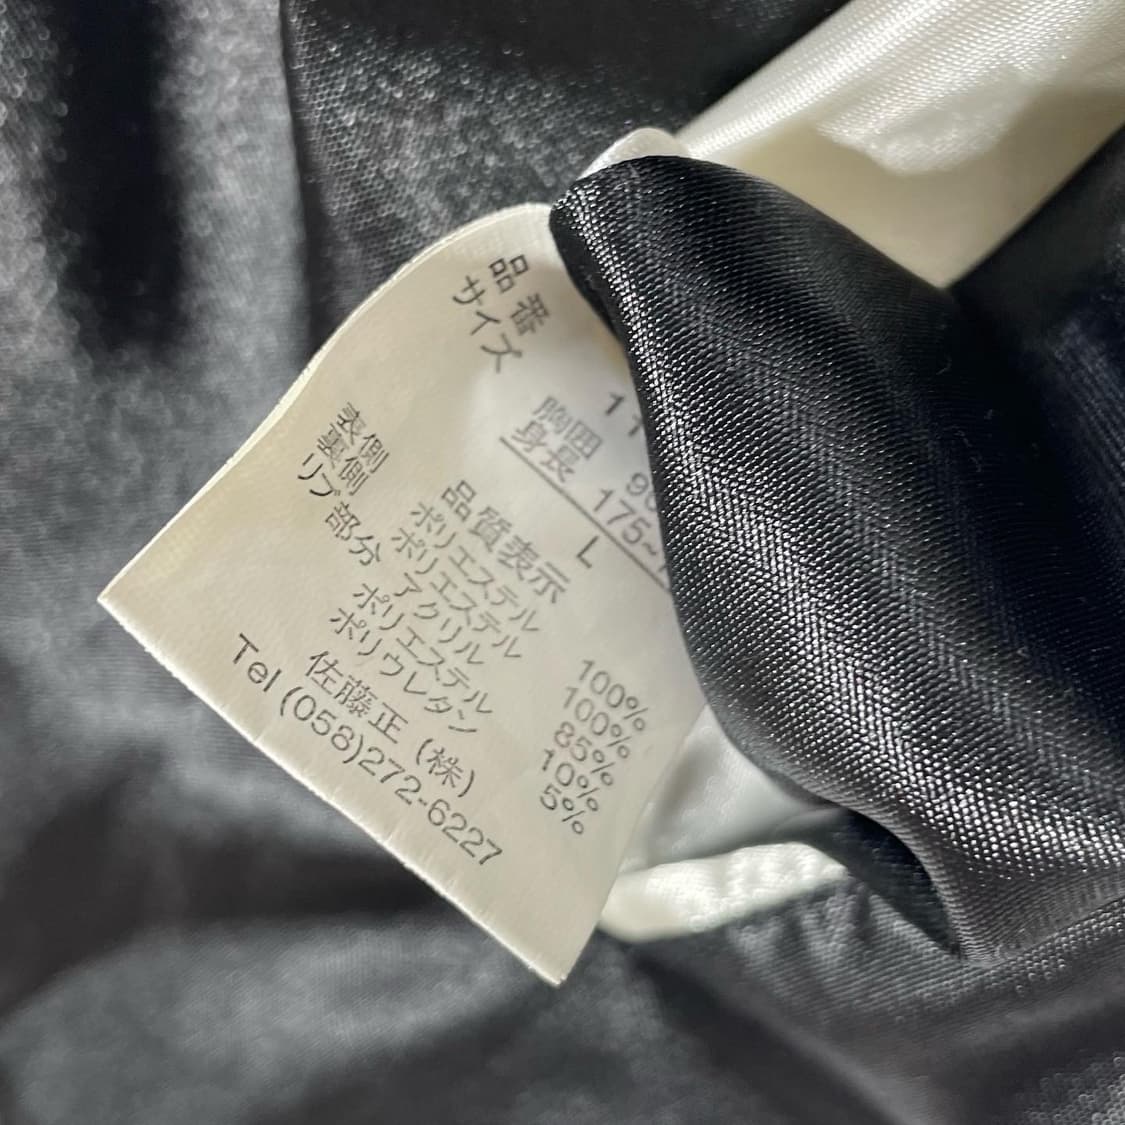 品番 11
サイズ 胸囲 96
身長 175~
L
品質表示
表側 ポリエステル 100%
裏側 ポリエステル 100%
リブ部分 アクリル 85%
ポリエステル 10%
ポリウレタン 5%
佐藤正(株)
Tel (058)272-6227